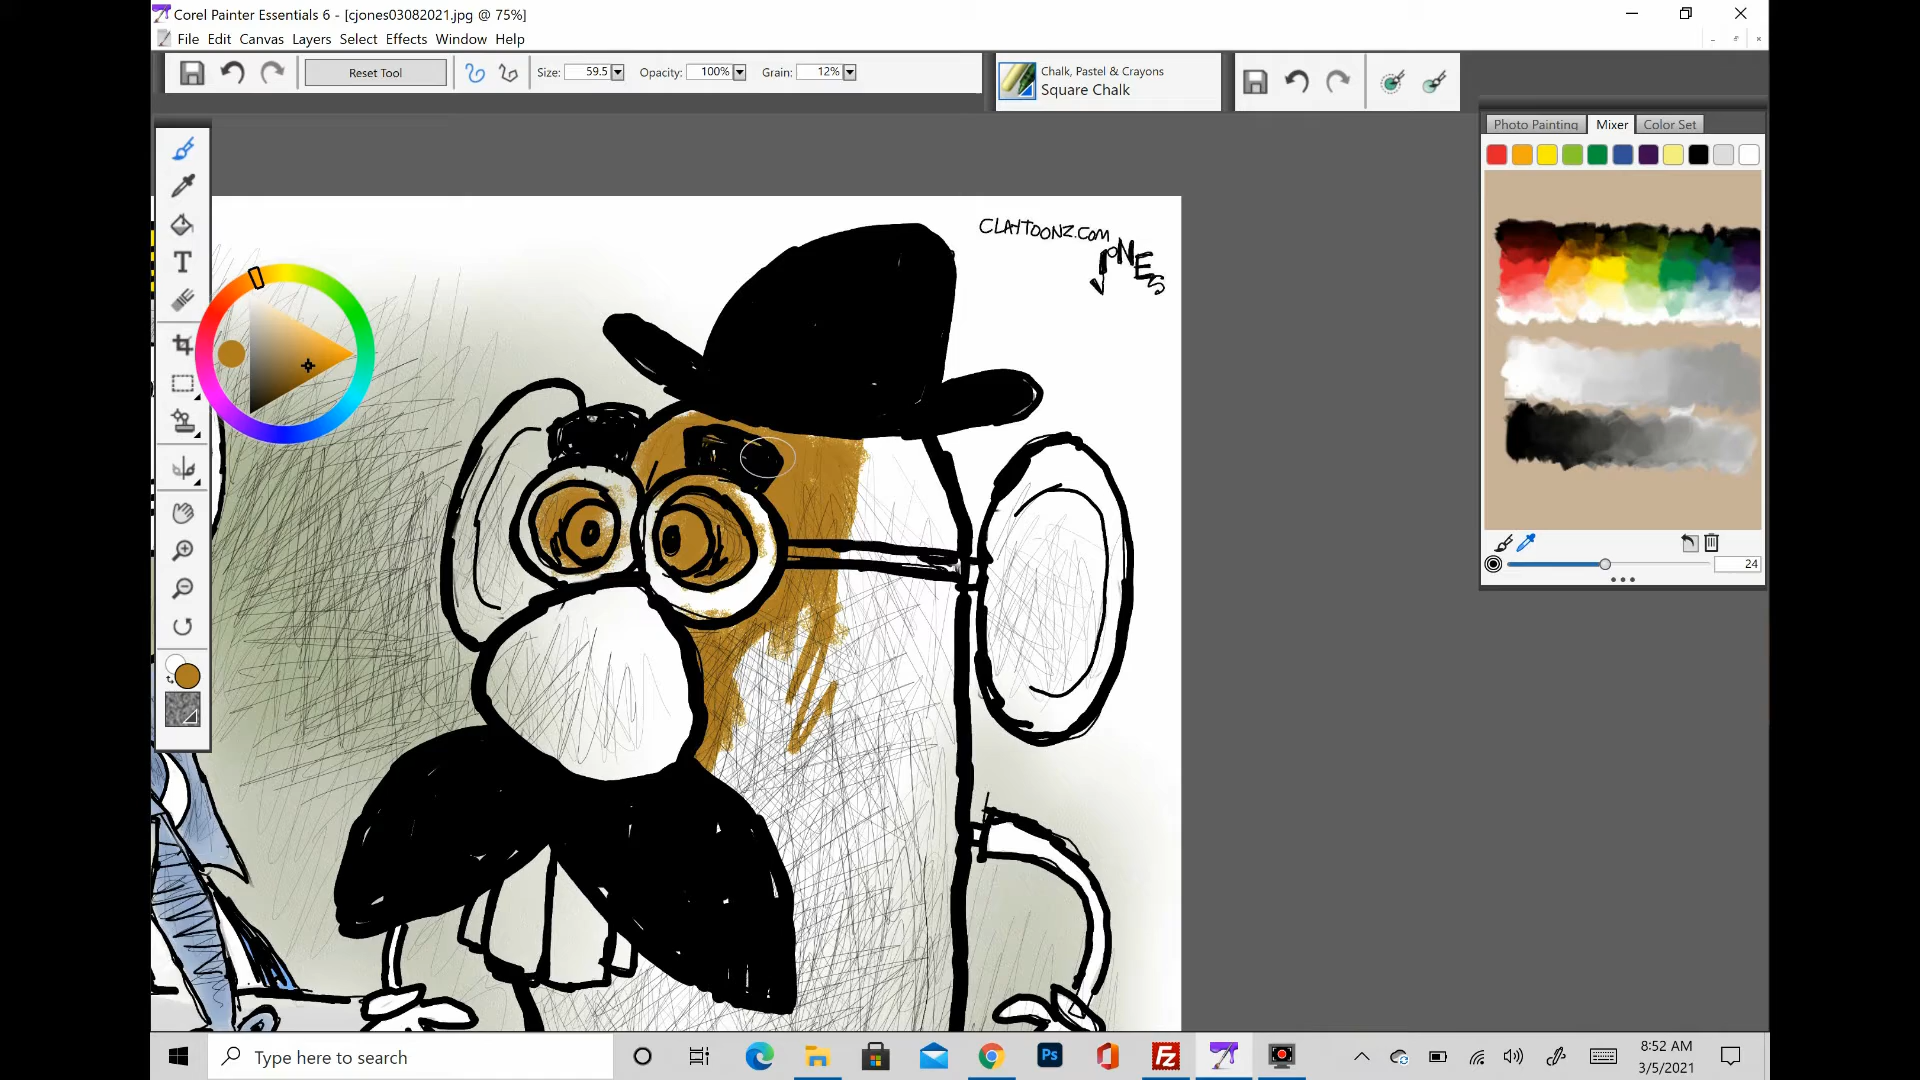 Corel Painter Essentials 6 - [cjones03082021.jpg @ 75%]
File Edit Canvas Layers Select Effects Window Help
Reset Tool Size: 59.5 Opacity: 100% Grain: 12%
Chalk, Pastel & Crayons
Square Chalk
Photo Painting Mixer Color Set
CLAYTOONZ.COM
JONES
24
Type here to search
Ps
Fz
8:52 AM
3/5/2021